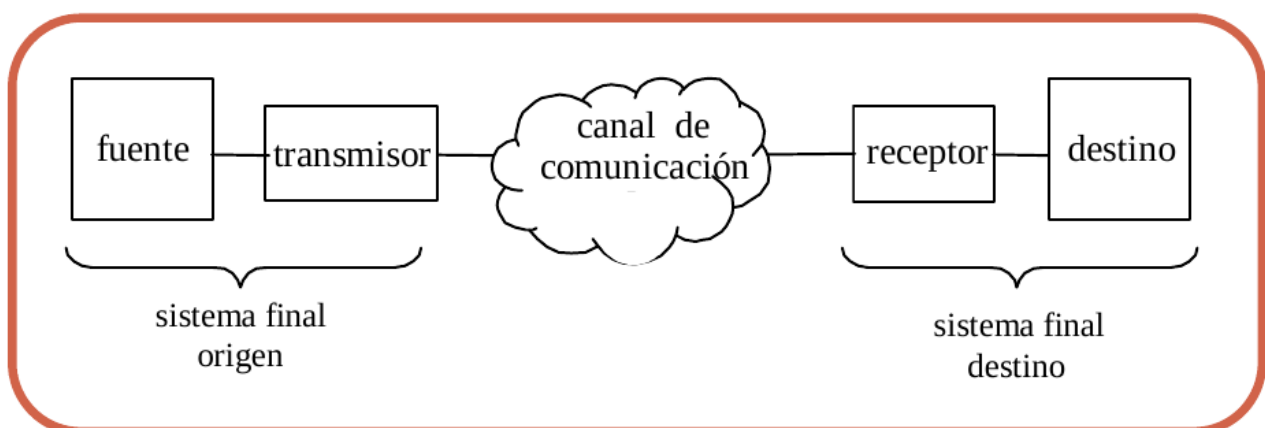 fuente
transmisor
canal de
comunicación
receptor
destino
sistema final
origen
sistema final
destino